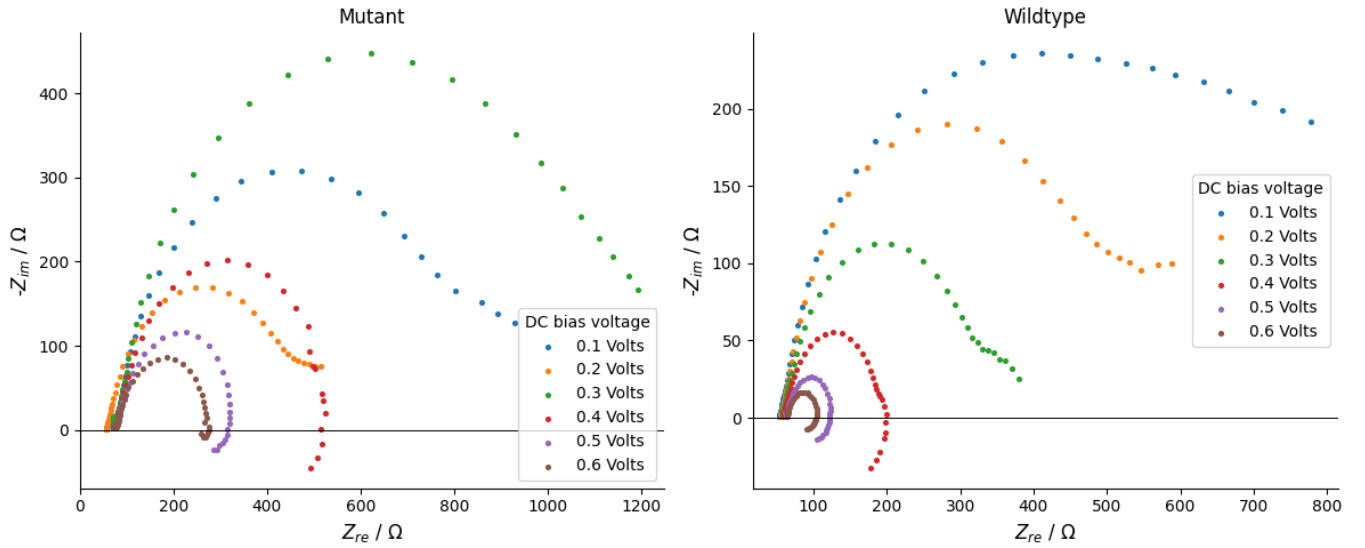 Mutant
-Z_im / Ω
400
300
200
100
0
0 200 400 600 800 1000 1200
Z_re / Ω
DC bias voltage
0.1 Volts
0.2 Volts
0.3 Volts
0.4 Volts
0.5 Volts
0.6 Volts
Wildtype
-Z_im / Ω
200
150
100
50
0
100 200 300 400 500 600 700 800
Z_re / Ω
DC bias voltage
0.1 Volts
0.2 Volts
0.3 Volts
0.4 Volts
0.5 Volts
0.6 Volts